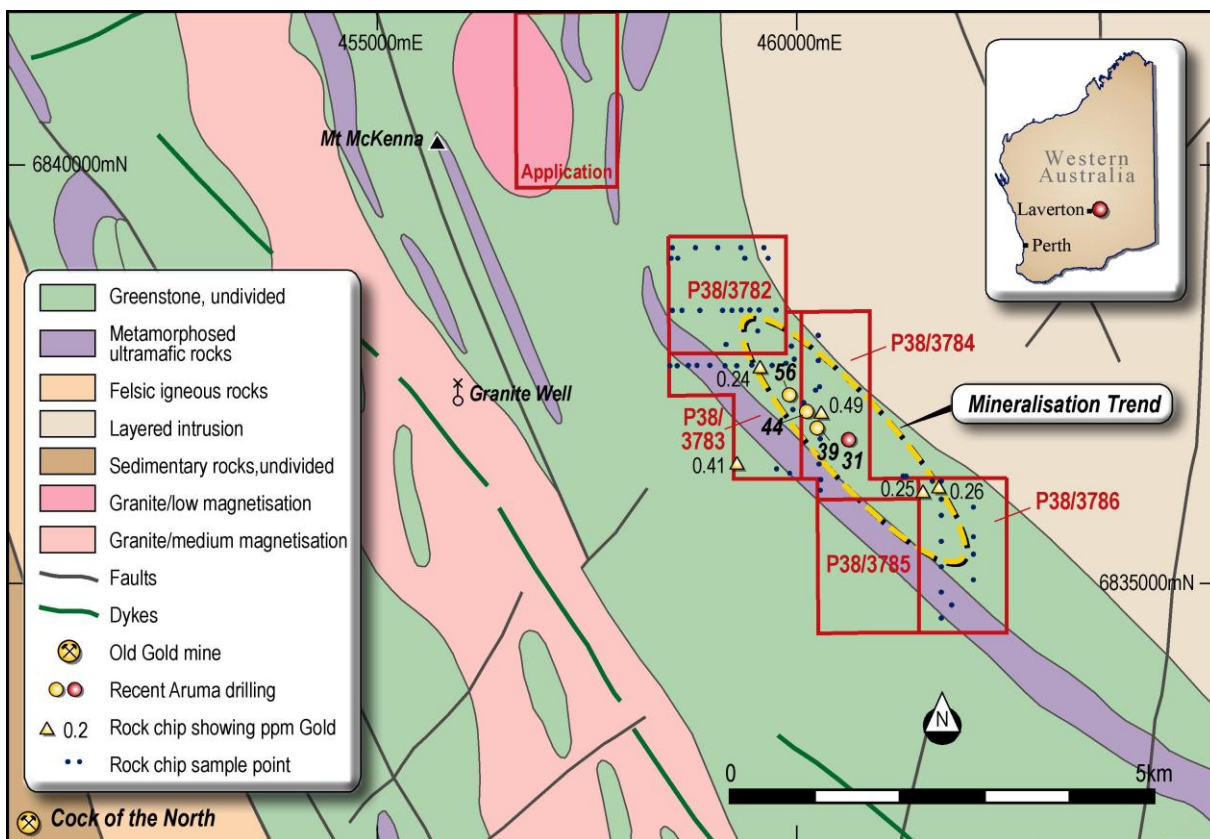 455000mE
460000mE
Mt McKenna
6840000mN
Application
Western
Australia
Laverton
Perth
Greenstone, undivided
Metamorphosed
ultramafic rocks
Felsic igneous rocks
Layered intrusion
Sedimentary rocks,undivided
Granite/low magnetisation
Granite/medium magnetisation
Faults
Dykes
Old Gold mine
Recent Aruma drilling
0.2 Rock chip showing ppm Gold
Rock chip sample point
Cock of the North
Granite Well
P38/3782
P38/3784
Mineralisation Trend
0.24
56
0.49
P38/
3783
44
39
31
0.41
0.25
0.26
P38/3786
P38/3785
6835000mN
N
0
5km